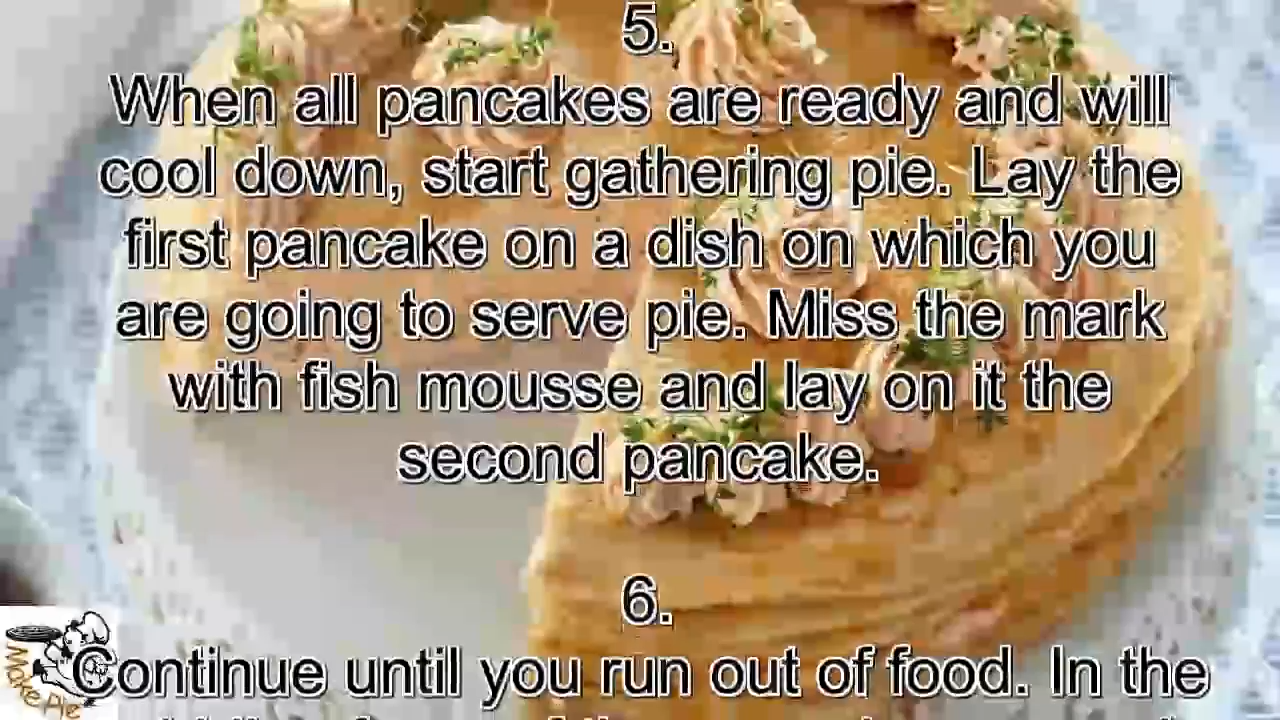 5.
When all pancakes are ready and will
cool down, start gathering pie. Lay the
first pancake on a dish on which you
are going to serve pie. Miss the mark
with fish mousse and lay on it the
second pancake.
6.
Continue until you run out of food. In the
Make Pie